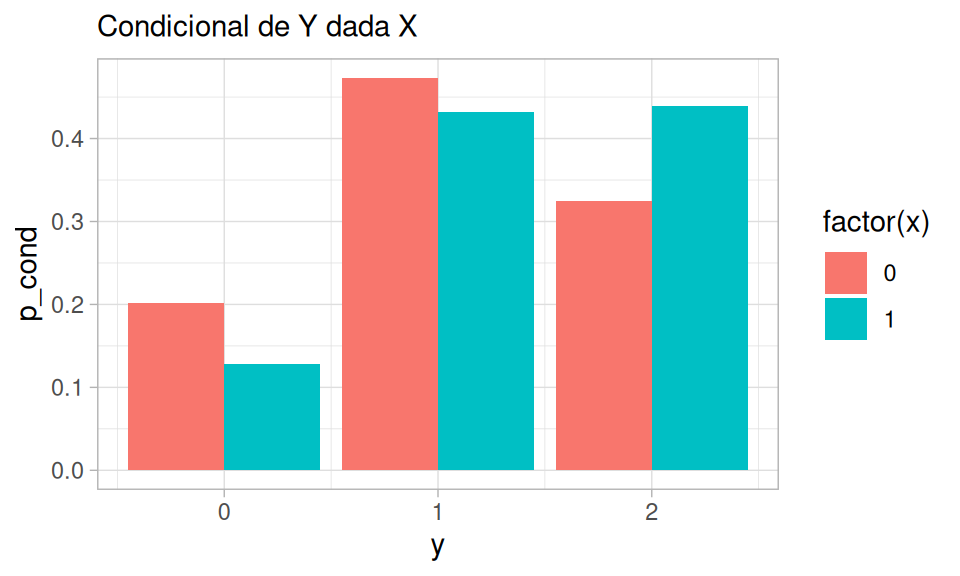 Condicional de Y dada X
p_cond
0.4
0.3
0.2
0.1
0.0
0 1 2
y
factor(x)
0
1